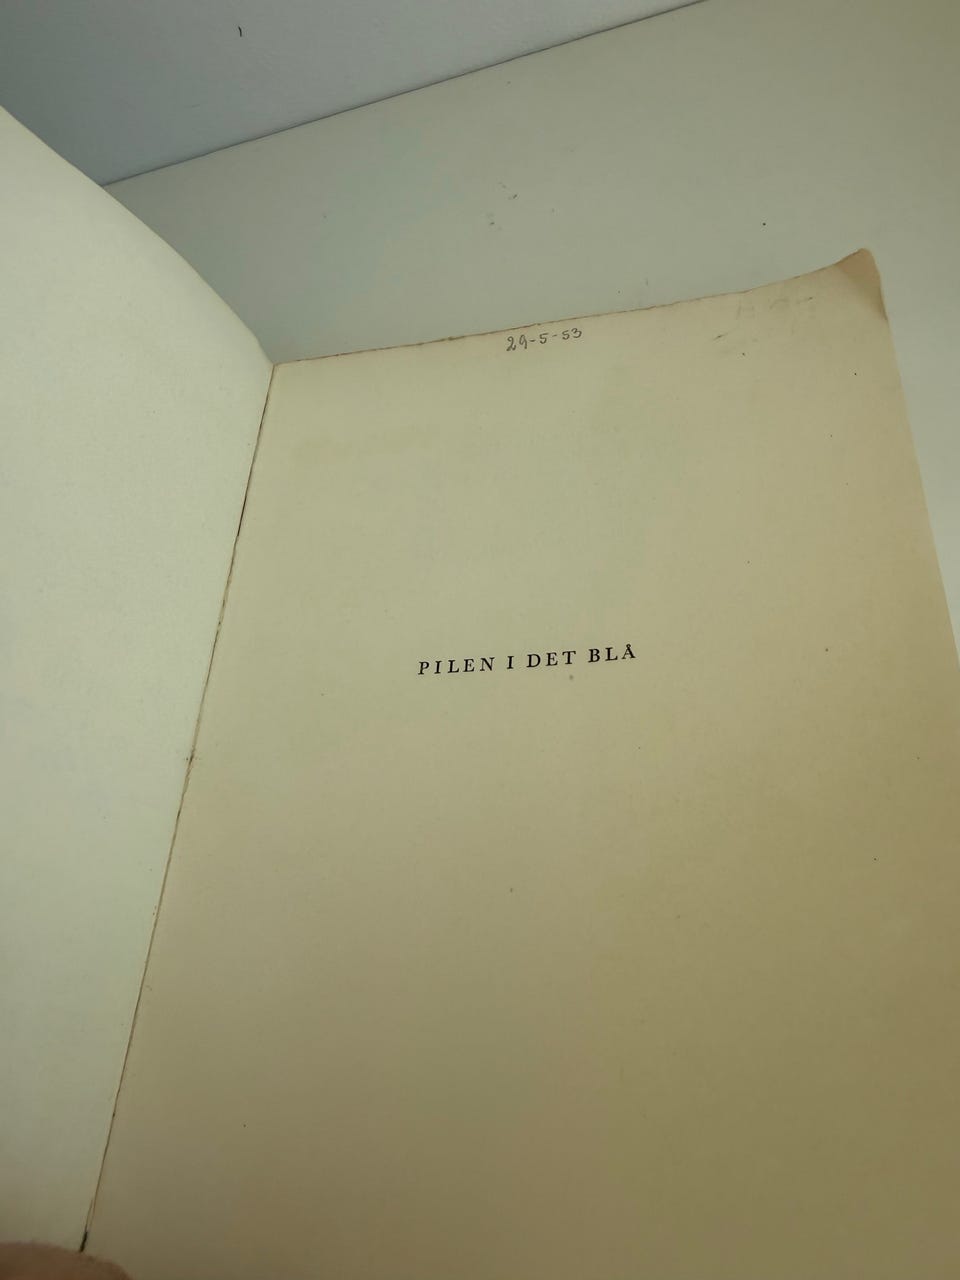 29-5-53
PILEN I DET BLÅ